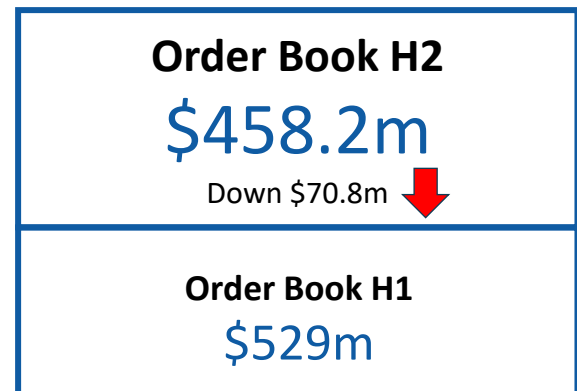 Order Book H2
$458.2m
Down $70.8m
Order Book H1
$529m